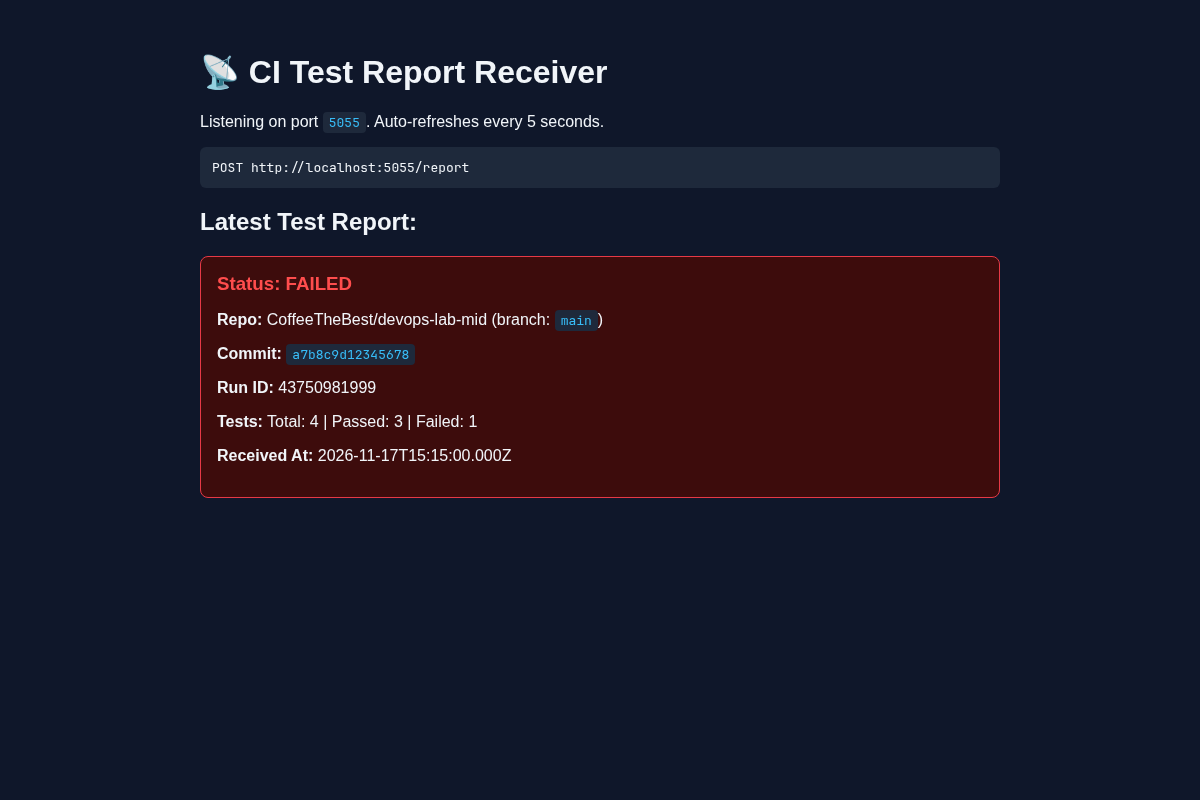 📡 CI Test Report Receiver
Listening on port 5055. Auto-refreshes every 5 seconds.
POST http://localhost:5055/report
Latest Test Report:
Status: FAILED
Repo: CoffeeTheBest/devops-lab-mid (branch: main)
Commit: a7b8c9d12345678
Run ID: 43750981999
Tests: Total: 4 | Passed: 3 | Failed: 1
Received At: 2026-11-17T15:15:00.000Z